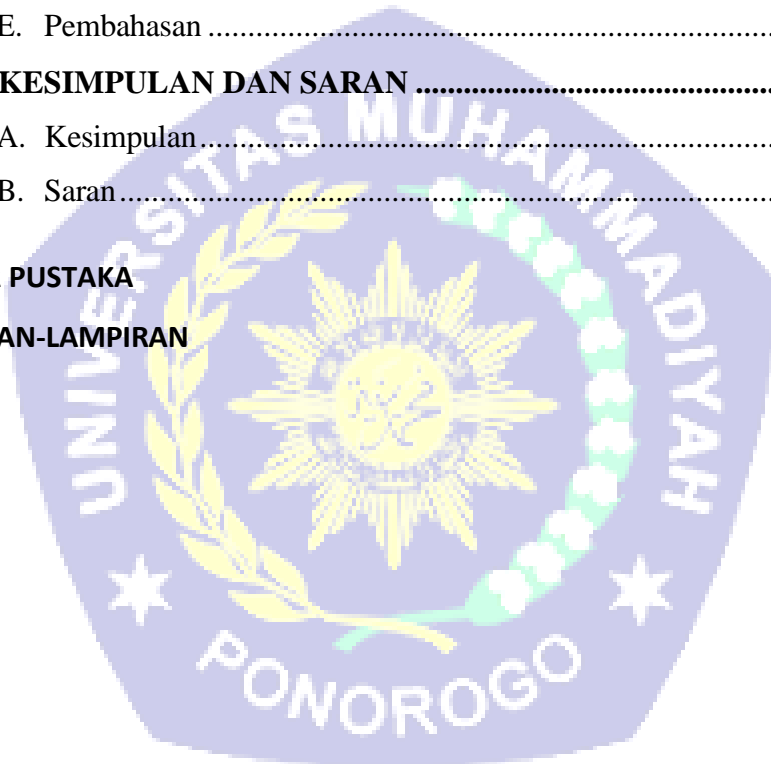 E. Pembahasan ........................................................................
KESIMPULAN DAN SARAN ..............................................
A. Kesimpulan .........................................................................
B. Saran ...................................................................................
PUSTAKA
AN-LAMPIRAN
UNIVERSITAS MUHAMMADIYAH
PONOROGO